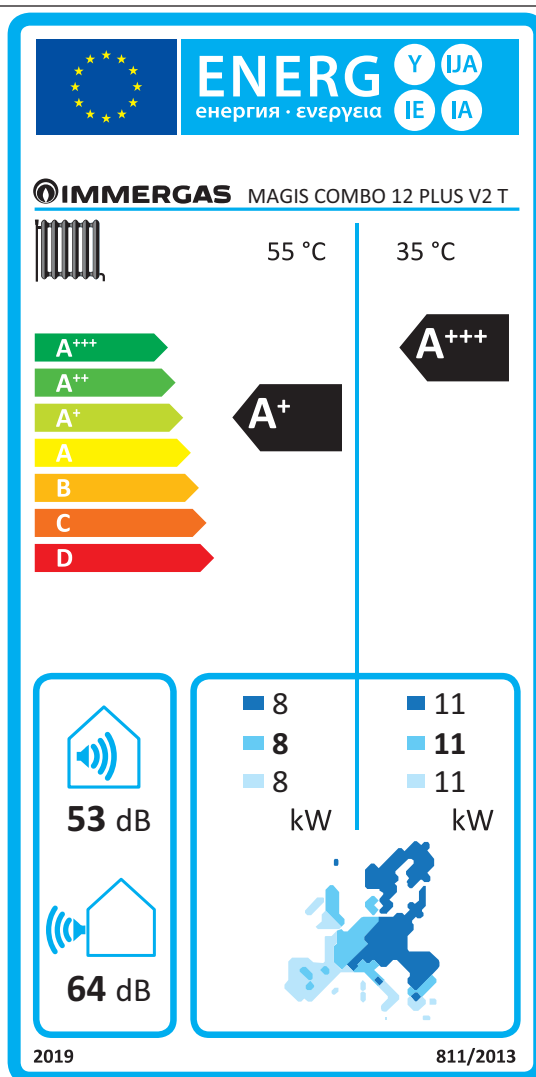 ENERG Y IJA
енергия · ενεργεια IE IA
IMMERGAS MAGIS COMBO 12 PLUS V2 T
55 °C 35 °C
A+++
A+++
A++
A+
A+
A
B
C
D
8 11
8 11
8 11
kW kW
53 dB
64 dB
2019 811/2013